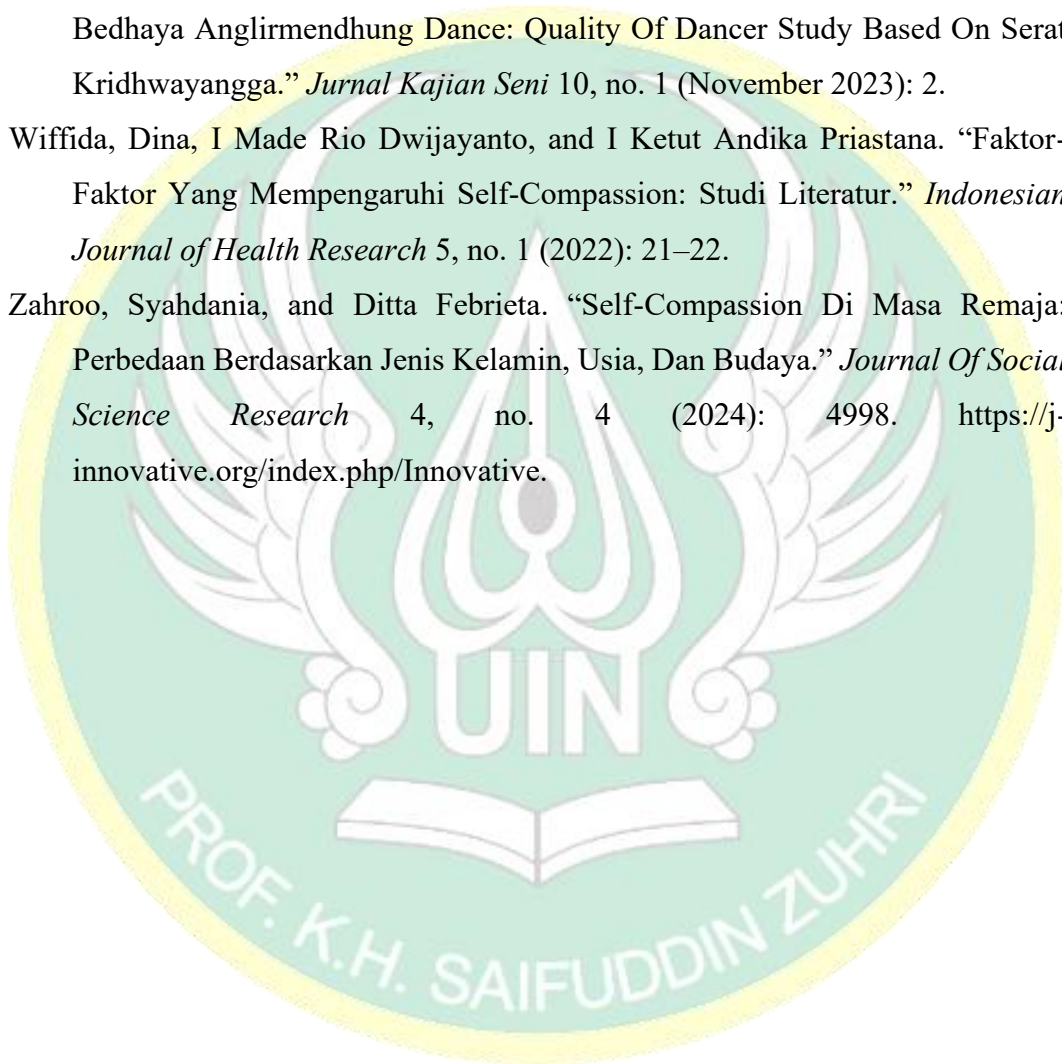 Bedhaya Anglirmendhung Dance: Quality Of Dancer Study Based On Serat
Kridhwayangga.” Jurnal Kajian Seni 10, no. 1 (November 2023): 2.
Wiffida, Dina, I Made Rio Dwijayanto, and I Ketut Andika Priastana. “Faktor-
Faktor Yang Mempengaruhi Self-Compassion: Studi Literatur.” Indonesian
Journal of Health Research 5, no. 1 (2022): 21–22.
Zahroo, Syahdania, and Ditta Febrieta. “Self-Compassion Di Masa Remaja:
Perbedaan Berdasarkan Jenis Kelamin, Usia, Dan Budaya.” Journal Of Social
Science Research 4, no. 4 (2024): 4998. https://j-
innovative.org/index.php/Innovative.
UIN
PROF. K.H. SAIFUDDIN ZUHRI